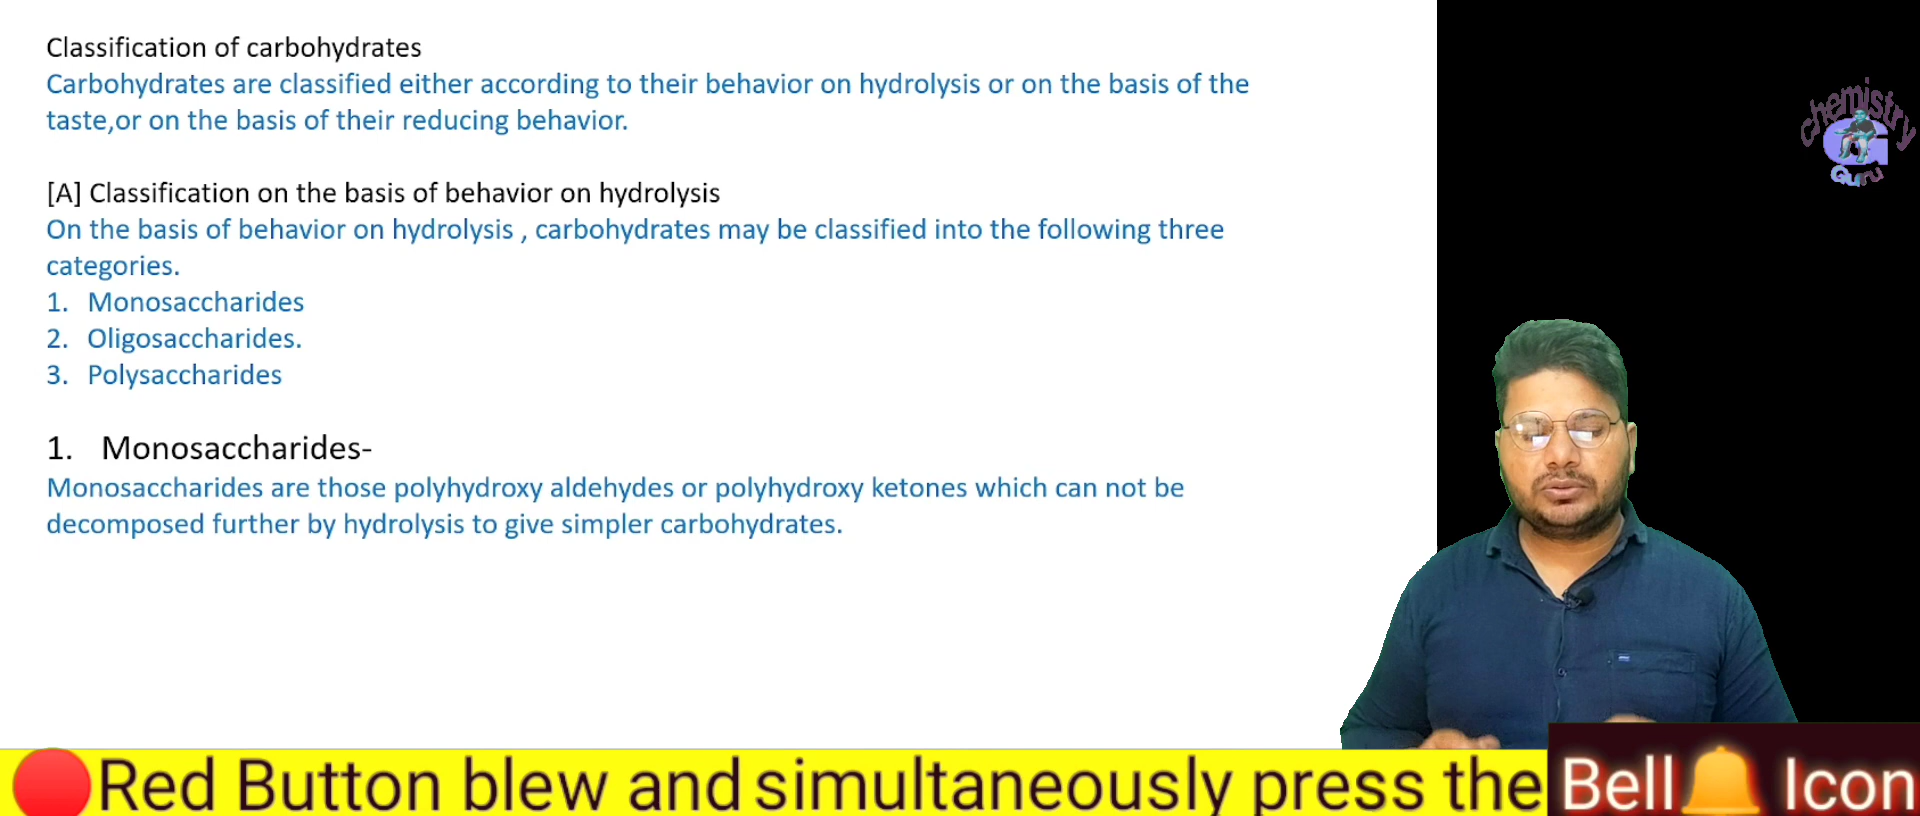 Classification of carbohydrates
Carbohydrates are classified either according to their behavior on hydrolysis or on the basis of the
taste,or on the basis of their reducing behavior.
[A] Classification on the basis of behavior on hydrolysis
On the basis of behavior on hydrolysis , carbohydrates may be classified into the following three
categories.
1. Monosaccharides
2. Oligosaccharides.
3. Polysaccharides
1. Monosaccharides-
Monosaccharides are those polyhydroxy aldehydes or polyhydroxy ketones which can not be
decomposed further by hydrolysis to give simpler carbohydrates.
chemistry
G
Guru
Red Button blew and simultaneously press the Bell Icon